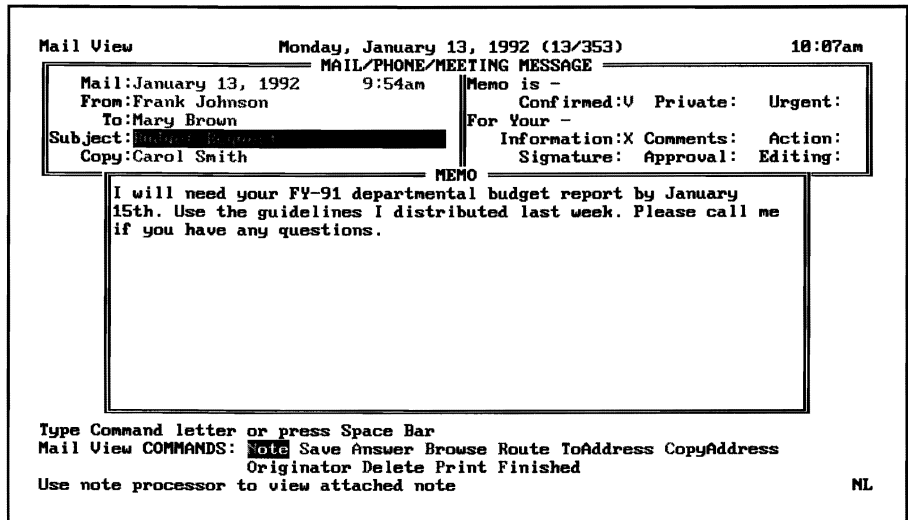 Mail View Monday, January 13, 1992 (13/353) 10:07am
MAIL/PHONE/MEETING MESSAGE
Mail:January 13, 1992 9:54am Memo is -
From:Frank Johnson Confirmed:V Private: Urgent:
To:Mary Brown For Your -
Subject:Budget Information:X Comments: Action:
Copy:Carol Smith Signature: Approval: Editing:
MEMO
I will need your FY-91 departmental budget report by January
15th. Use the guidelines I distributed last week. Please call me
if you have any questions.
Type Command letter or press Space Bar
Mail View COMMANDS: Note Save Answer Browse Route ToAddress CopyAddress
Originator Delete Print Finished
Use note processor to view attached note NL